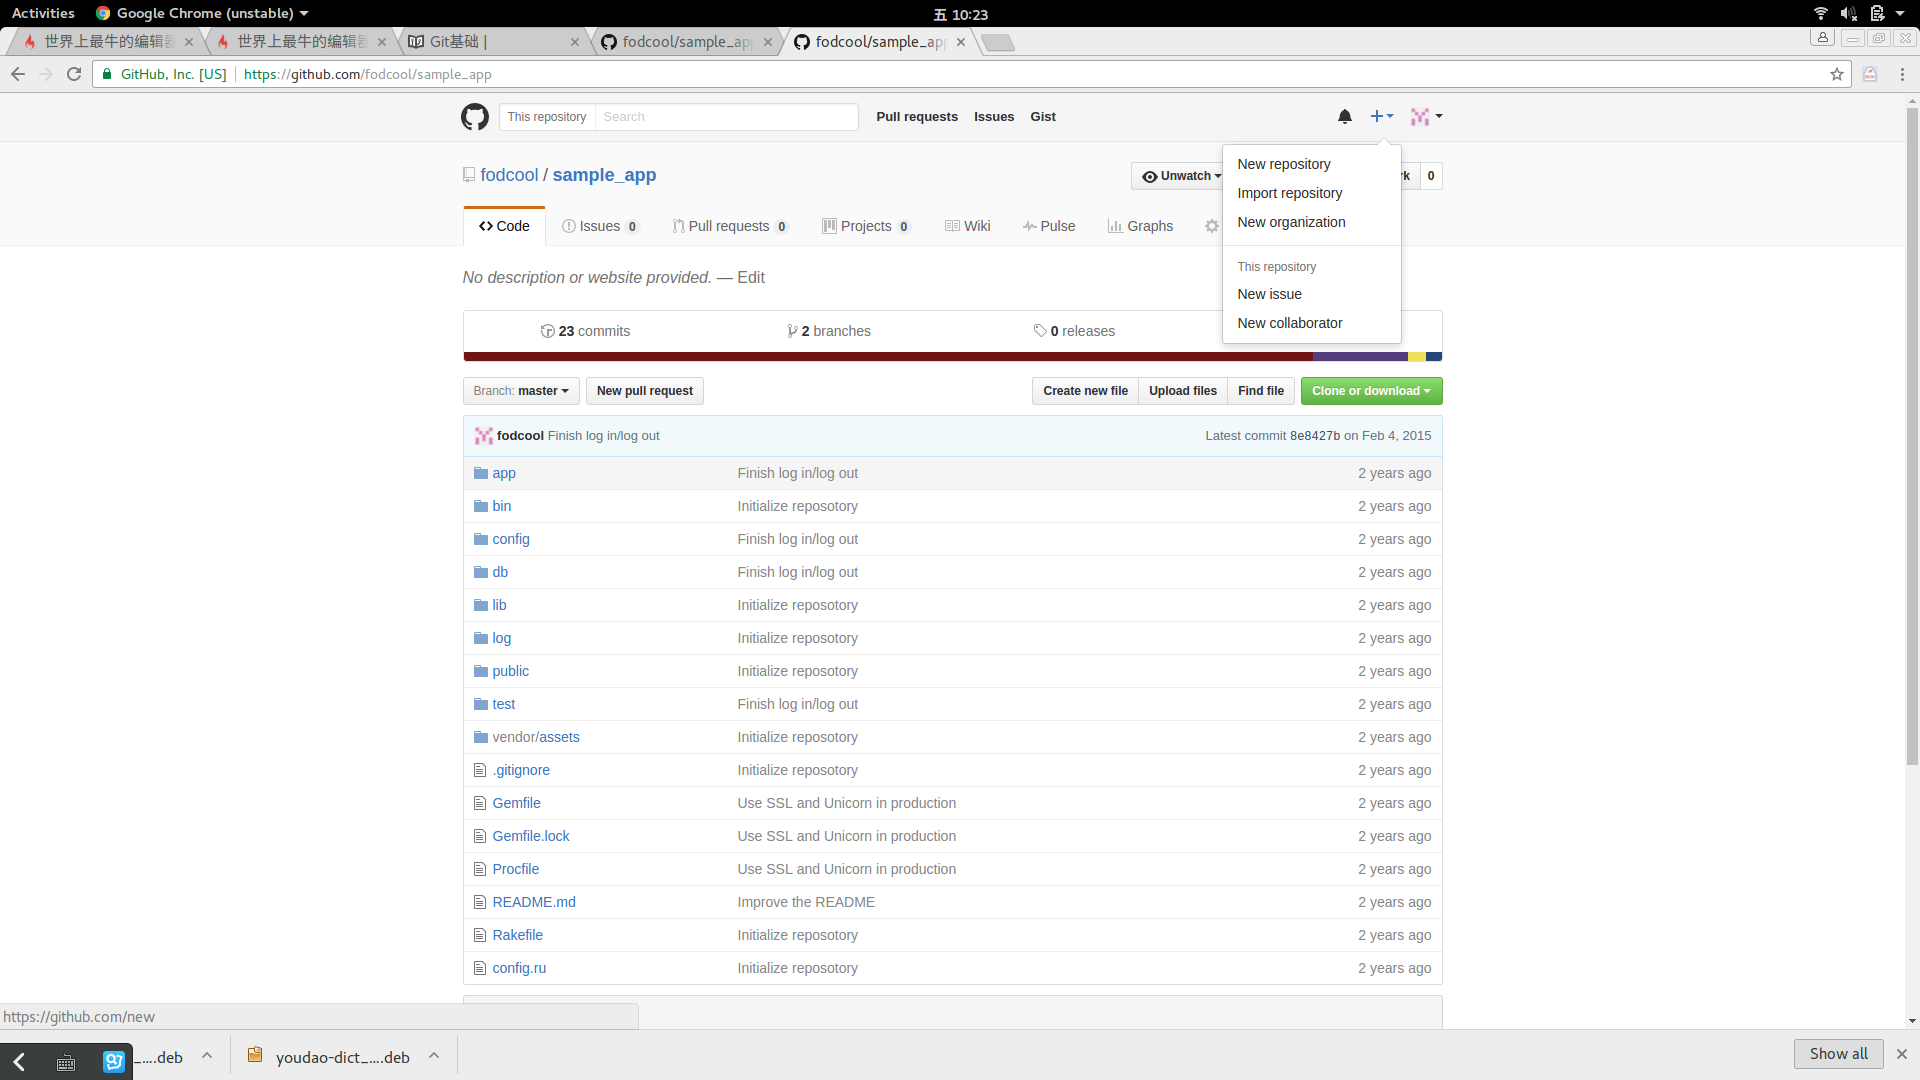 Activities Google Chrome (unstable) 五 10:23
世界上最牛的编辑器 世界上最牛的编辑器 Git基础 | fodcool/sample_app fodcool/sample_app
GitHub, Inc. [US] https://github.com/fodcool/sample_app
This repository Search Pull requests Issues Gist
fodcool / sample_app Unwatch rk 0
New repository
Import repository
New organization
This repository
New issue
New collaborator
Code Issues 0 Pull requests 0 Projects 0 Wiki Pulse Graphs
No description or website provided. — Edit
23 commits 2 branches 0 releases
Branch: master New pull request Create new file Upload files Find file Clone or download
fodcool Finish log in/log out Latest commit 8e8427b on Feb 4, 2015
app Finish log in/log out 2 years ago
bin Initialize reposotory 2 years ago
config Finish log in/log out 2 years ago
db Finish log in/log out 2 years ago
lib Initialize reposotory 2 years ago
log Initialize reposotory 2 years ago
public Initialize reposotory 2 years ago
test Finish log in/log out 2 years ago
vendor/assets Initialize reposotory 2 years ago
.gitignore Initialize reposotory 2 years ago
Gemfile Use SSL and Unicorn in production 2 years ago
Gemfile.lock Use SSL and Unicorn in production 2 years ago
Procfile Use SSL and Unicorn in production 2 years ago
README.md Improve the README 2 years ago
Rakefile Initialize reposotory 2 years ago
config.ru Initialize reposotory 2 years ago
https://github.com/new
_....deb youdao-dict_....deb Show all